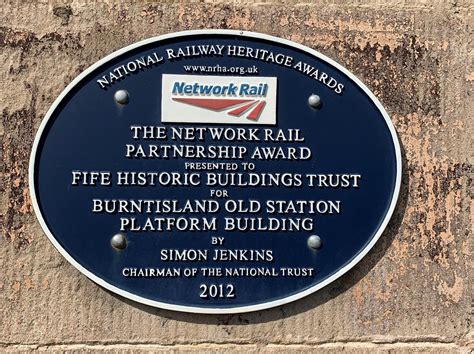 NATIONAL RAILWAY HERITAGE AWARDS
www.nrha.org.uk
Network Rail
THE NETWORK RAIL
PARTNERSHIP AWARD
PRESENTED TO
FIFE HISTORIC BUILDINGS TRUST
FOR
BURNTISLAND OLD STATION
PLATFORM BUILDING
BY
SIMON JENKINS
CHAIRMAN OF THE NATIONAL TRUST
2012